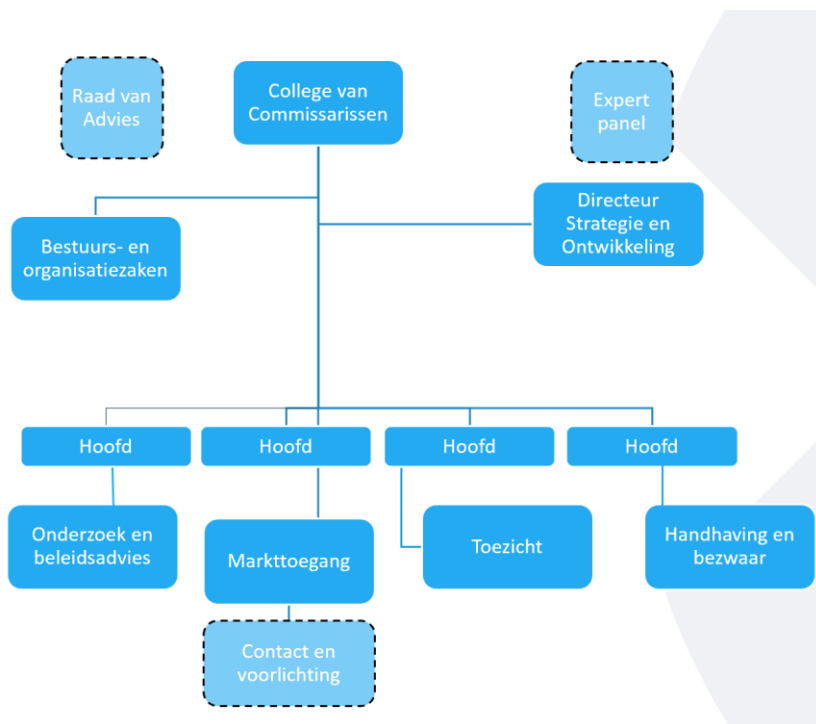 Raad van
Advies
College van
Commissarissen
Expert
panel
Bestuurs- en
organisatiezaken
Directeur
Strategie en
Ontwikkeling
Hoofd
Hoofd
Hoofd
Hoofd
Onderzoek en
beleidsadvies
Markttoegang
Toezicht
Handhaving en
bezwaar
Contact en
voorlichting